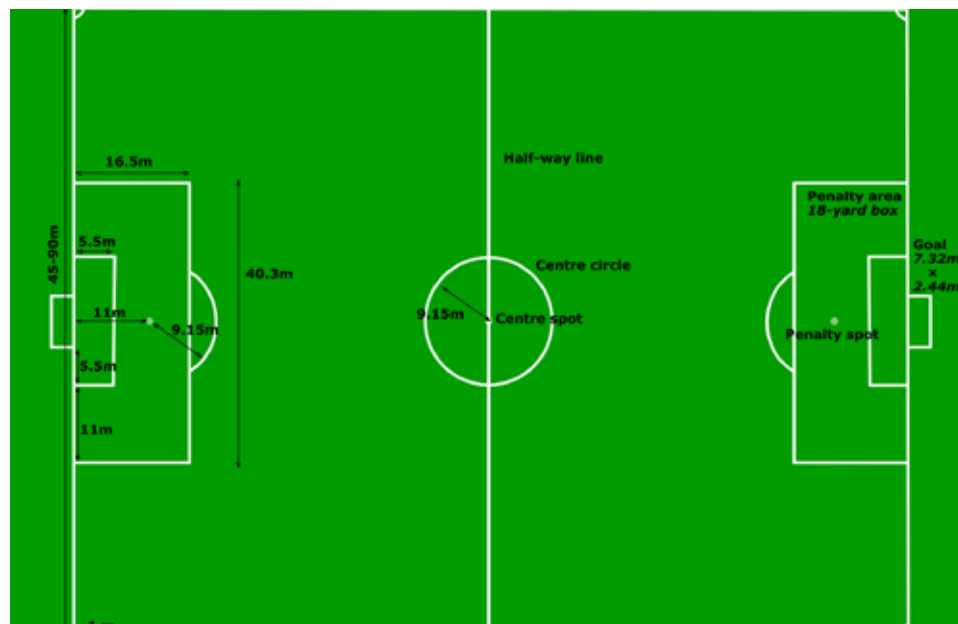 16.5m
Half-way line
Penalty area
18-yard box
45-90m
5.5m
Goal
7.32m
×
2.44m
Centre circle
40.3m
11m
9.15m
9.15m
Centre spot
Penalty spot
5.5m
11m